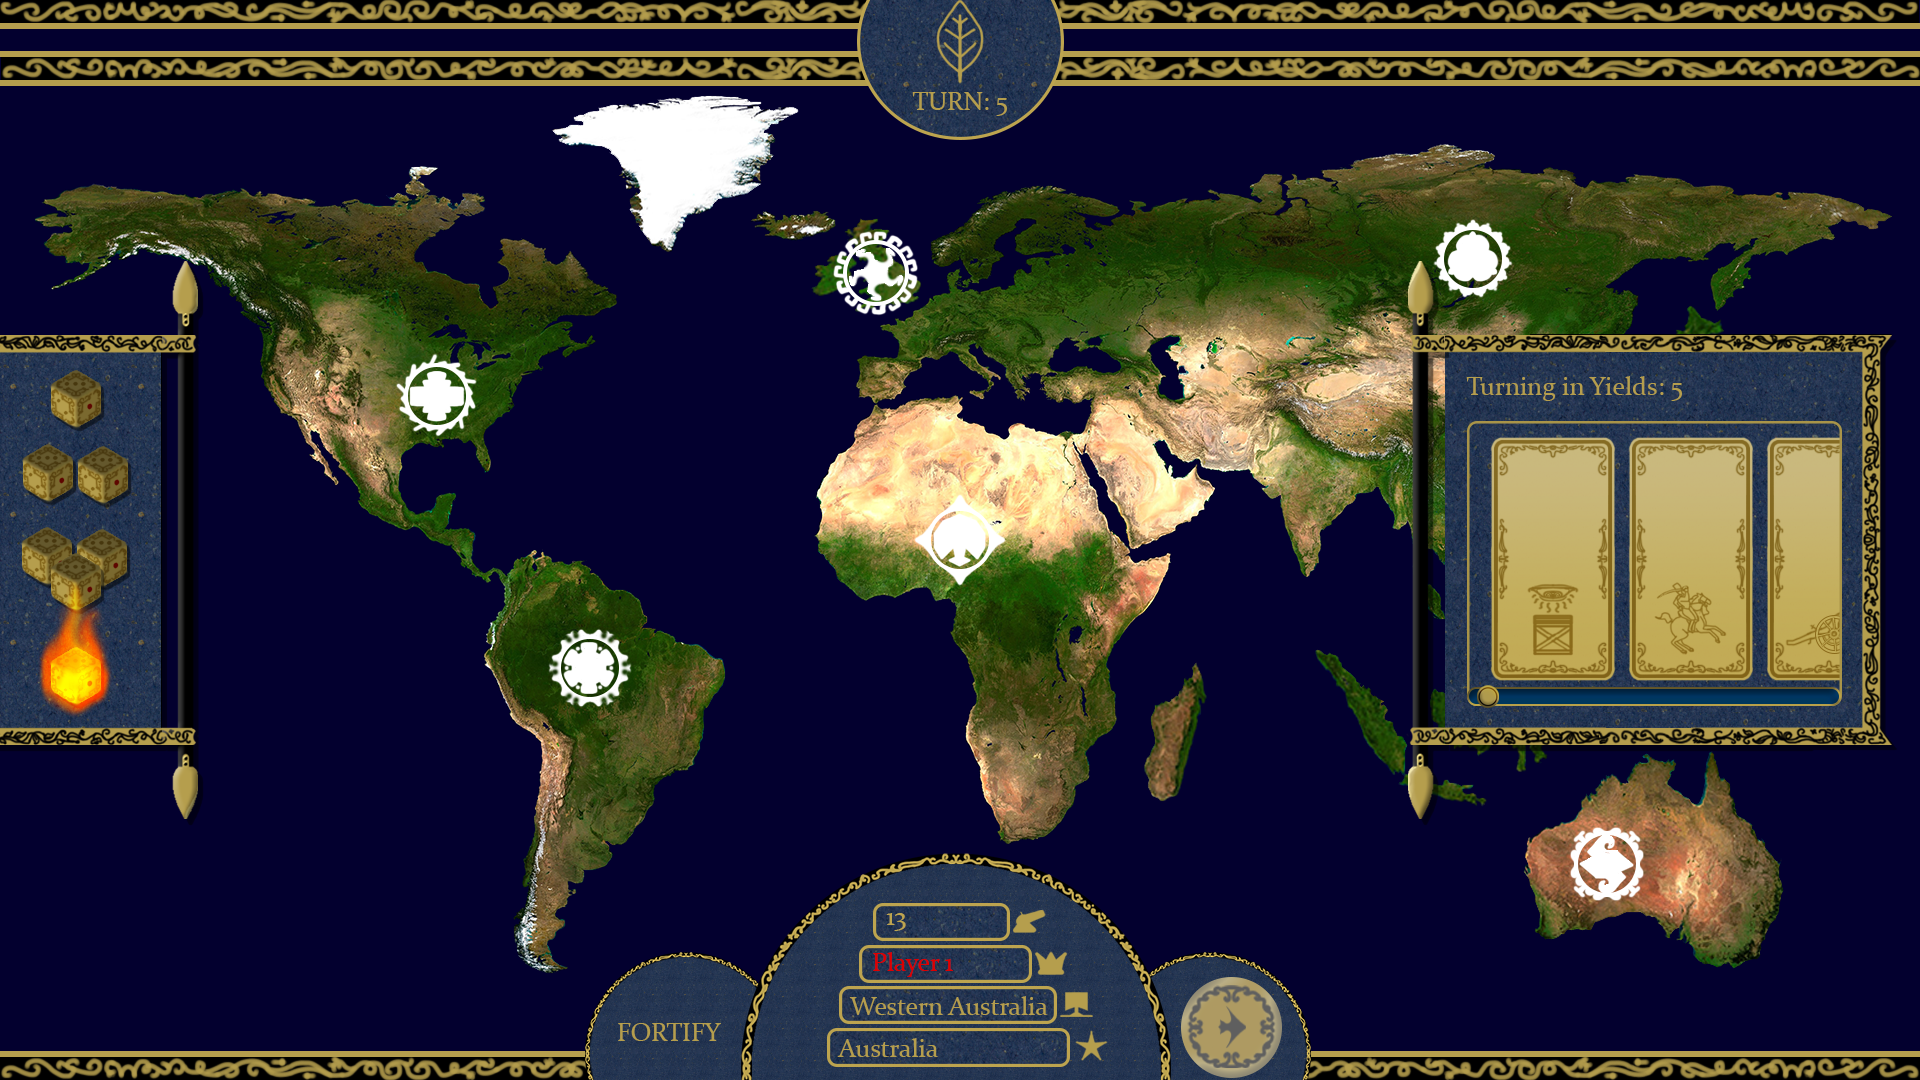 TURN: 5
Turning in Yields: 5
13
Player 1
Western Australia
Australia
FORTIFY